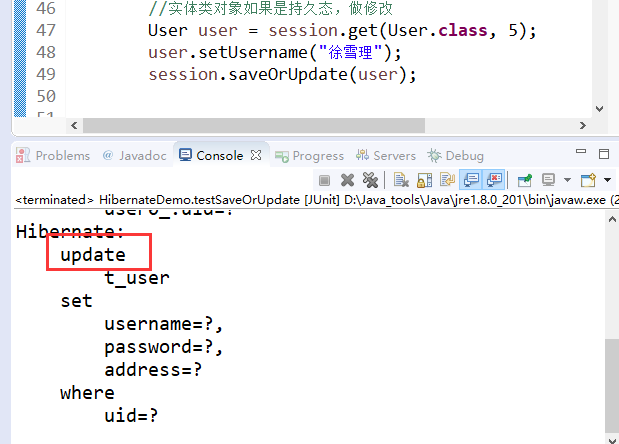 46 //实体类对象如果是持久态，做修改
47 User user = session.get(User.class, 5);
48 user.setUsername("徐雪理");
49 session.saveOrUpdate(user);
50
Problems @ Javadoc Console Progress Servers Debug
<terminated> HibernateDemo.testSaveOrUpdate [JUnit] D:\Java_tools\Java\jre1.8.0_201\bin\javaw.exe (2
user0_.uid=?
Hibernate:
update
t_user
set
username=?,
password=?,
address=?
where
uid=?